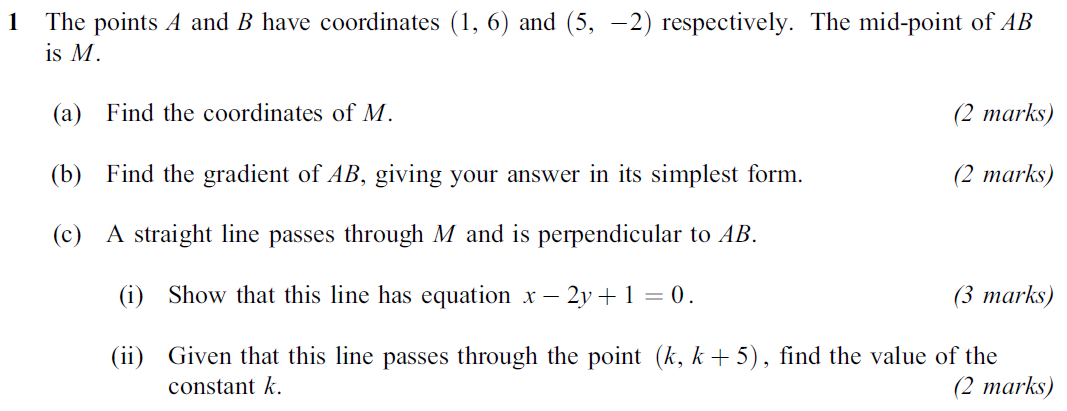 1 The points A and B have coordinates (1, 6) and (5, −2) respectively. The mid-point of AB
is M.
(a) Find the coordinates of M. (2 marks)
(b) Find the gradient of AB, giving your answer in its simplest form. (2 marks)
(c) A straight line passes through M and is perpendicular to AB.
(i) Show that this line has equation x − 2y + 1 = 0. (3 marks)
(ii) Given that this line passes through the point (k, k + 5), find the value of the
constant k. (2 marks)